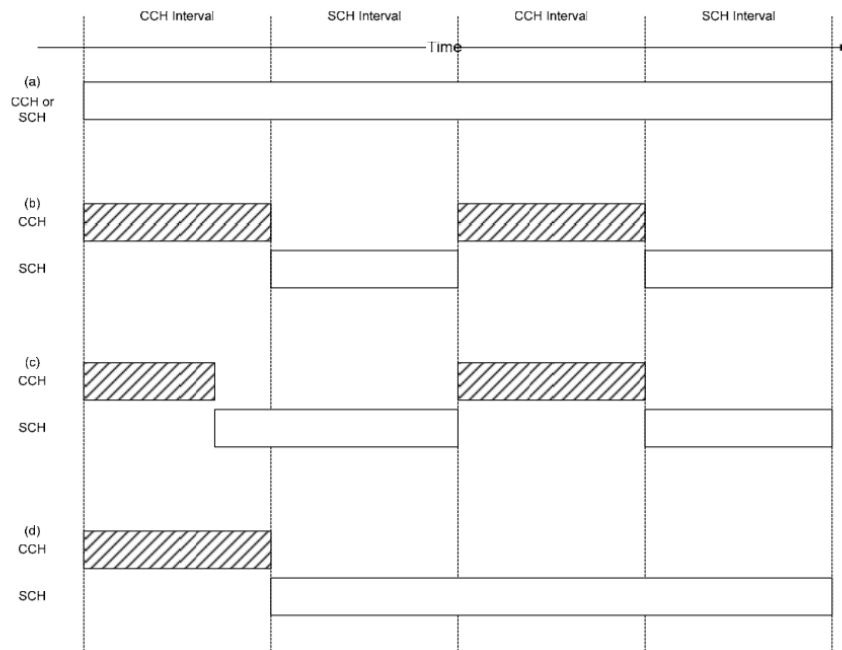 CCH Interval SCH Interval CCH Interval SCH Interval
Time
(a)
CCH or
SCH
(b)
CCH
SCH
(c)
CCH
SCH
(d)
CCH
SCH